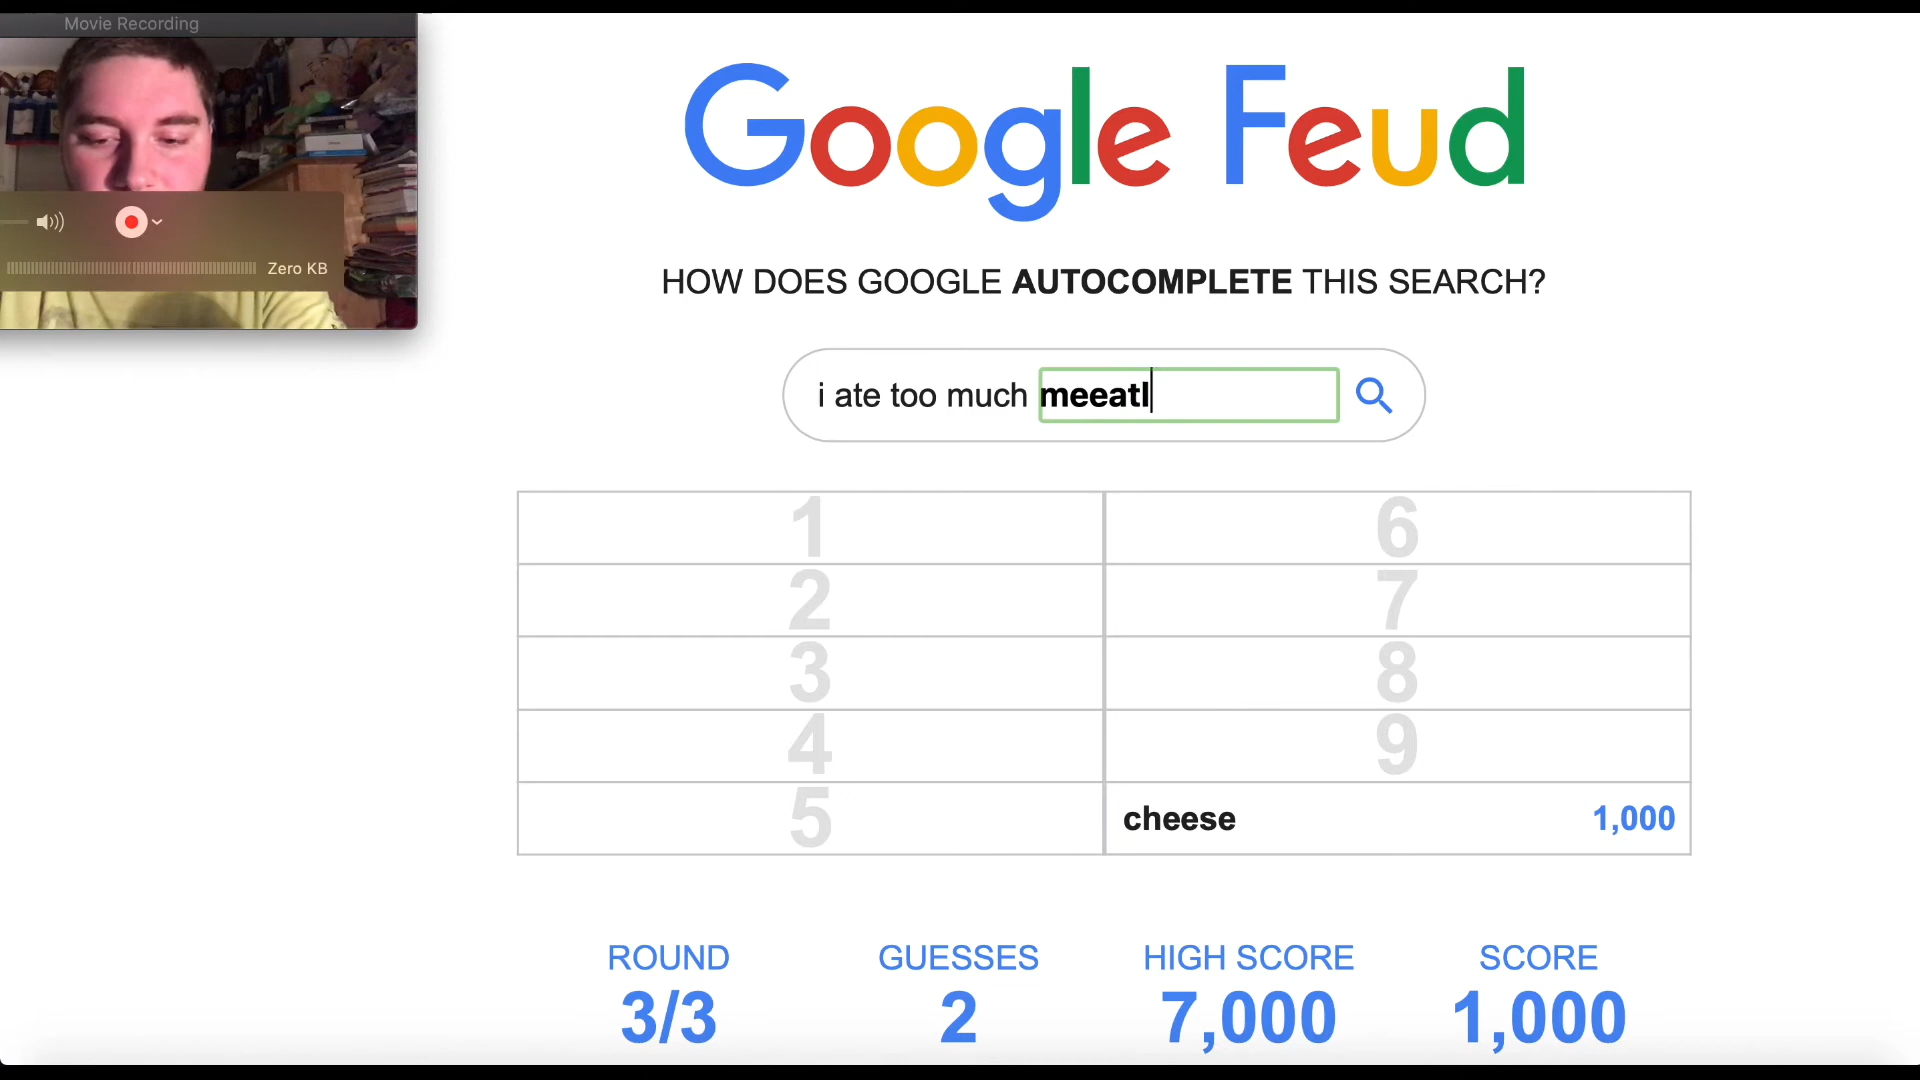 Movie Recording
Zero KB
Google Feud
HOW DOES GOOGLE AUTOCOMPLETE THIS SEARCH?
i ate too much meeatl
1
6
2
7
3
8
4
9
5
cheese 1,000
ROUND GUESSES HIGH SCORE SCORE
3/3 2 7,000 1,000